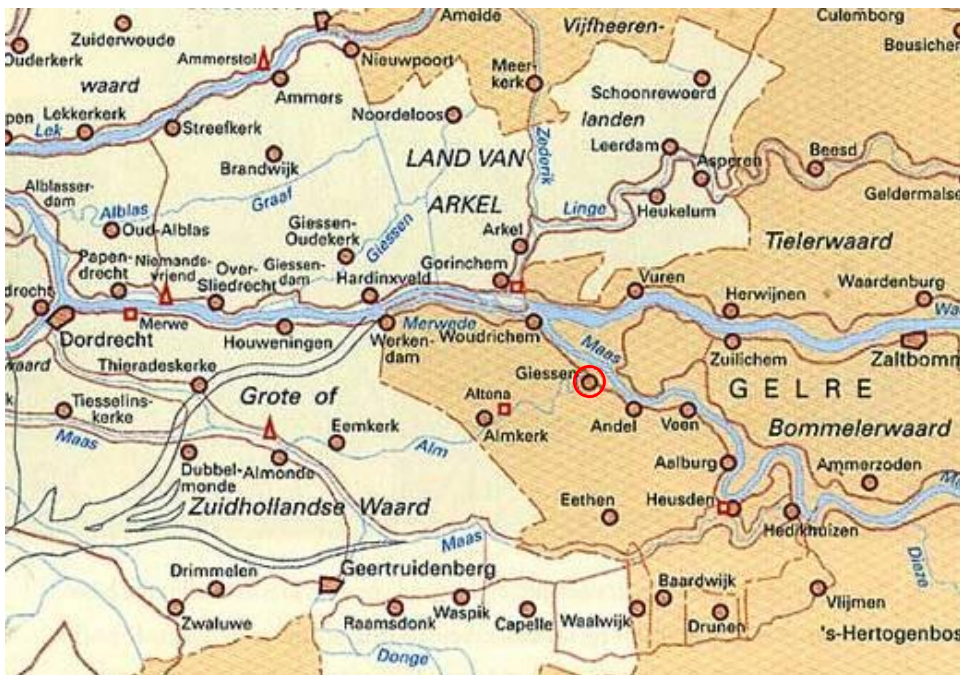 Culemborg
Ameide
Vijfheeren-
Zuiderwoude
Ouderkerk
Beusichem
Ammerstol
Nieuwpoort
Meer-
kerk
waard
Ammers
Schoonrewoerd
Lekkerkerk
Lek
Streefkerk
Noordeloos
landen
Leerdam
Brandwijk
LAND VAN
ARKEL
Zederik
Asperen
Beesd
Alblasser-
dam
Graaf
Geldermalse
Alblas
Linge
Heukelum
Oud-Alblas
Giessen-
Oudekerk
Giessen
Arkel
Tielerwaard
Papen-
drecht
Niemands-
vriend
Over-
Sliedrecht
Giessen-
dam
Hardinxveld
Gorinchem
Vuren
Waardenburg
drecht
Merwe
Herwijnen
Wa
Dordrecht
Houweningen
Merwede
Werken-
dam
Woudrichem
Maas
Zuilichem
Zaltbomm
waard
Thieradeskerke
Giessen
GELRE
Grote of
Altena
Tiesselins-
kerke
Maas
Eemkerk
Alm
Almkerk
Andel
Veen
Bommelerwaard
Dubbel-
monde
Almonde
Aalburg
Ammerzoden
Zuidhollandse Waard
Eethen
Heusden
Hedikhuizen
Maas
Dieze
Drimmelen
Geertruidenberg
Baardwijk
Zwaluwe
Raamsdonk
Waspik
Capelle
Waalwijk
Drunen
Vlijmen
's-Hertogenbos
Donge